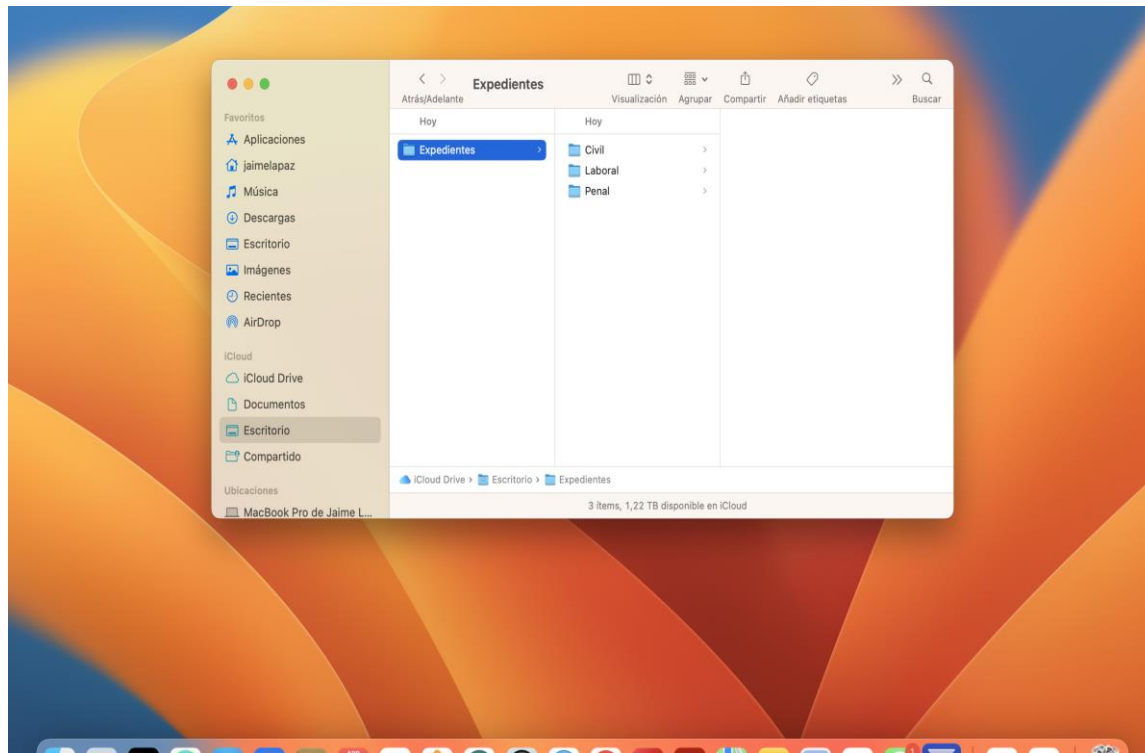 Expedientes
Atrás/Adelante
Visualización
Agrupar
Compartir
Añadir etiquetas
Buscar
Favoritos
Aplicaciones
jaimelapaz
Música
Descargas
Escritorio
Imágenes
Recientes
AirDrop
iCloud
iCloud Drive
Documentos
Escritorio
Compartido
Ubicaciones
MacBook Pro de Jaime L...
Hoy
Expedientes
Hoy
Civil
Laboral
Penal
iCloud Drive › Escritorio › Expedientes
3 ítems, 1,22 TB disponible en iCloud
1